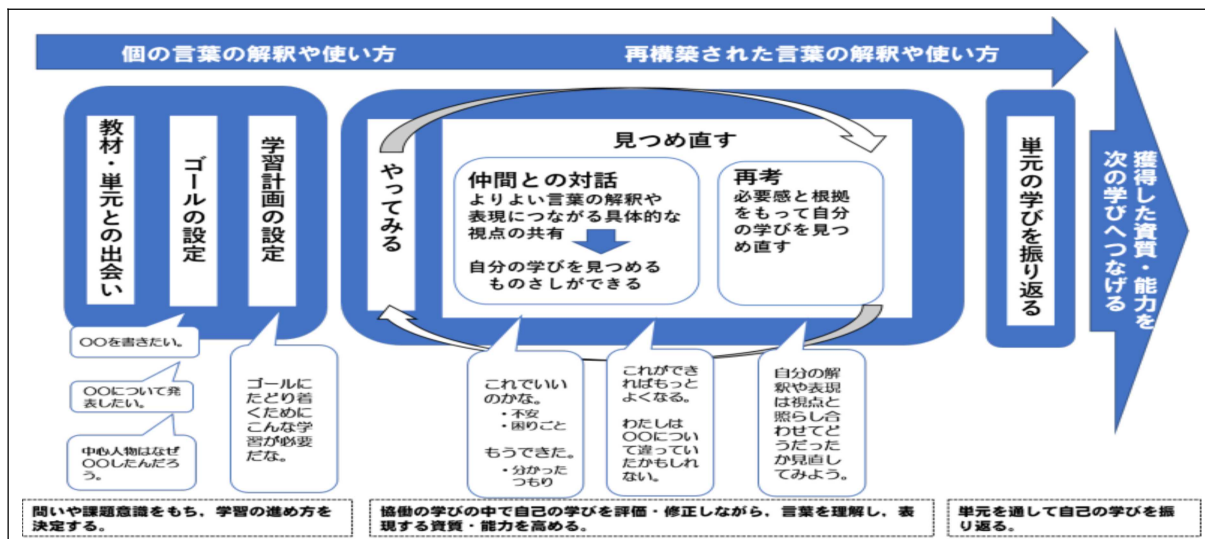 個の言葉の解釈や使い方
再構築された言葉の解釈や使い方
教材・単元との出会い
ゴールの設定
学習計画の設定
やってみる
見つめ直す
仲間との対話
よりよい言葉の解釈や
表現につながる具体的な
視点の共有
自分の学びを見つめる
ものさしができる
再考
必要感と根拠
をもって自分
の学びを見つ
め直す
単元の学びを振り返る
獲得した資質・能力を
次の学びへつなげる
〇〇を書きたい。
〇〇について発
表したい。
中心人物はなぜ
〇〇したんだろ
う。
ゴールに
たどり着
くために
こんな学
習が必要
だな。
これでいい
のかな。
・不安
・困りごと
もうできた。
・分かった
つもり
これができ
ればもっと
よくなる。
わたしは
〇〇につい
て違ってい
たかもしれ
ない。
自分の解
釈や表現
は視点と
照らし合
わせてど
うだった
か見直し
てみよう。
問いや課題意識をもち，学習の進め方を
決定する。
協働の学びの中で自己の学びを評価・修正しながら，言葉を理解し，表
現する資質・能力を高める。
単元を通して自己の学びを振
り返る。